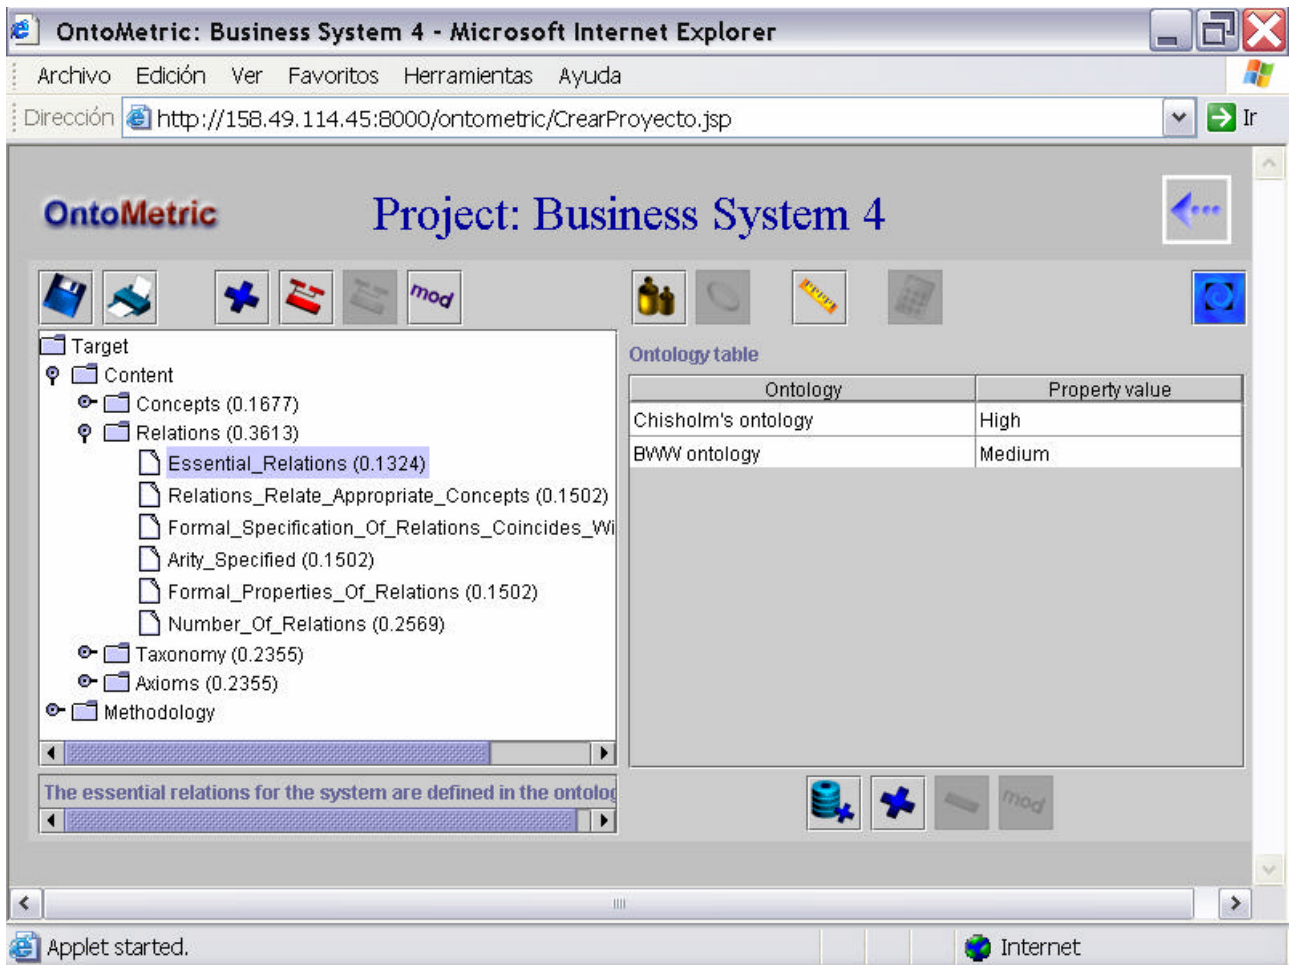 OntoMetric: Business System 4 - Microsoft Internet Explorer
Archivo Edición Ver Favoritos Herramientas Ayuda
Dirección http://158.49.114.45:8000/ontometric/CrearProyecto.jsp Ir
OntoMetric Project: Business System 4
mod
Target
Content
Concepts (0.1677)
Relations (0.3613)
Essential_Relations (0.1324)
Relations_Relate_Appropriate_Concepts (0.1502)
Formal_Specification_Of_Relations_Coincides_Wi
Arity_Specified (0.1502)
Formal_Properties_Of_Relations (0.1502)
Number_Of_Relations (0.2569)
Taxonomy (0.2355)
Axioms (0.2355)
Methodology
The essential relations for the system are defined in the ontolog
Ontology table
Ontology Property value
Chisholm's ontology High
BWW ontology Medium
mod
Applet started. Internet